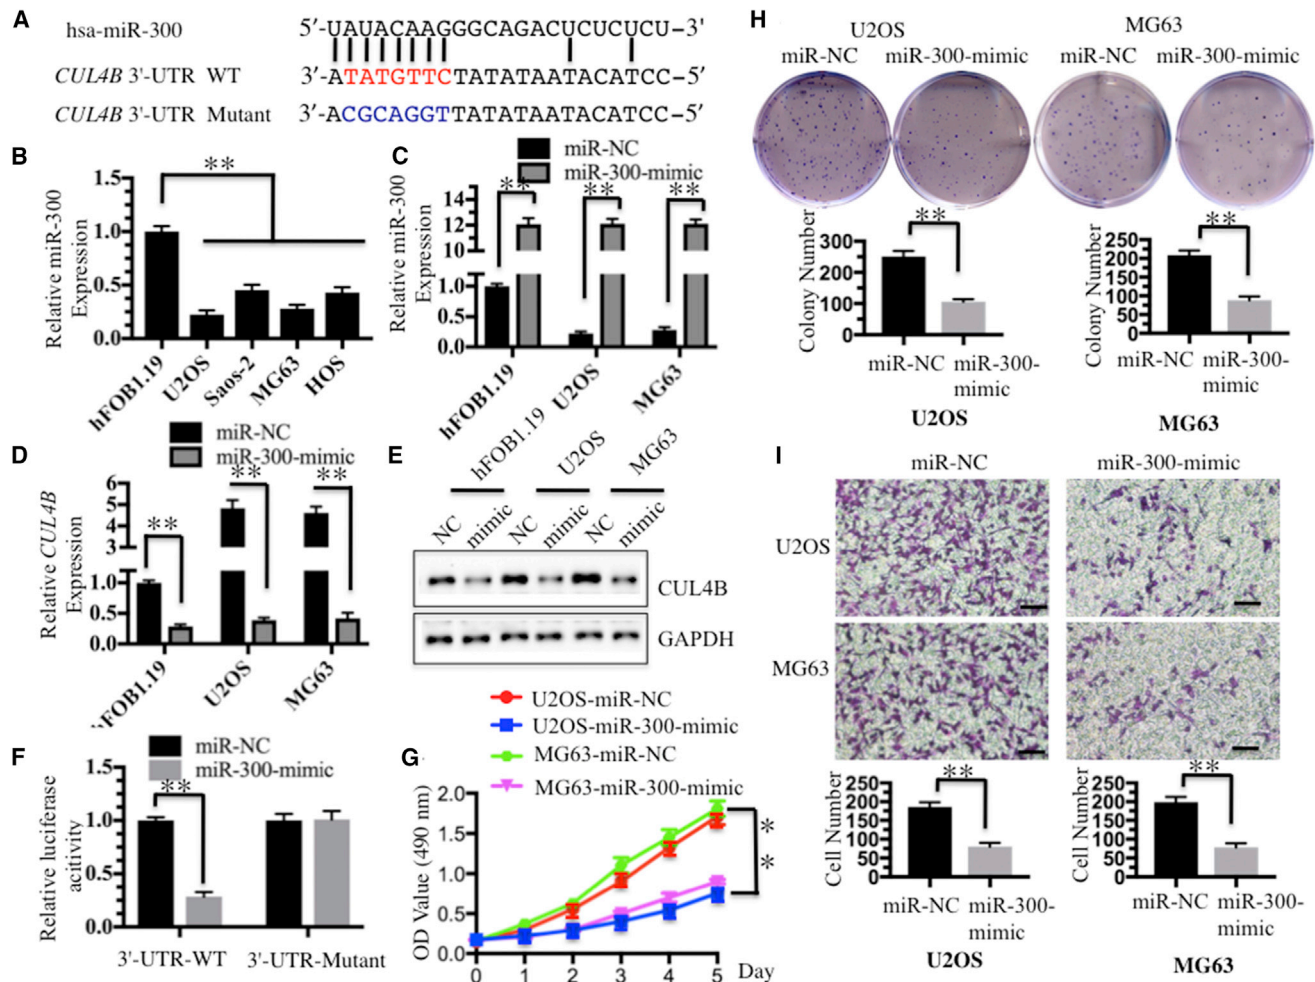 A
hsa-miR-300 5'-UAUACAAGGGCAGACUCUCUCU-3'
CUL4B 3'-UTR WT 3'-ATATGTTCTATATAATACATCC-5'
CUL4B 3'-UTR Mutant 3'-ACGCAGGTTATATAATACATCC-5'
B
**
Relative miR-300
Expression
1.5
1.0
0.5
0.0
hFOB1.19
U2OS
Saos-2
MG63
HOS
C
miR-NC
miR-300-mimic
** ** **
Relative miR-300
Expression
14
12
10
1.0
0.5
0.0
hFOB1.19
U2OS
MG63
D
miR-NC
miR-300-mimic
** ** **
Relative CUL4B
Expression
6
5
4
3
1.0
0.5
0.0
FOB1.19
U2OS
MG63
E
hFOB1.19
U2OS
MG63
NC mimic NC mimic NC mimic
CUL4B
GAPDH
F
miR-NC
miR-300-mimic
**
Relative luciferase
acitivity
1.5
1.0
0.5
0.0
3'-UTR-WT 3'-UTR-Mutant
G
U2OS-miR-NC
U2OS-miR-300-mimic
MG63-miR-NC
MG63-miR-300-mimic
OD Value (490 nm)
2.0
1.5
1.0
0.5
0.0
0 1 2 3 4 5 Day
**
H
U2OS MG63
miR-NC miR-300-mimic miR-NC miR-300-mimic
**
Colony Number
300
200
100
0
miR-NC miR-300-
mimic
U2OS
**
Colony Number
250
200
150
100
50
0
miR-NC miR-300-
mimic
MG63
I
miR-NC miR-300-mimic
U2OS
MG63
**
Cell Number
250
200
150
100
50
0
miR-NC miR-300-
mimic
U2OS
**
Cell Number
250
200
150
100
50
0
miR-NC miR-300-
mimic
MG63